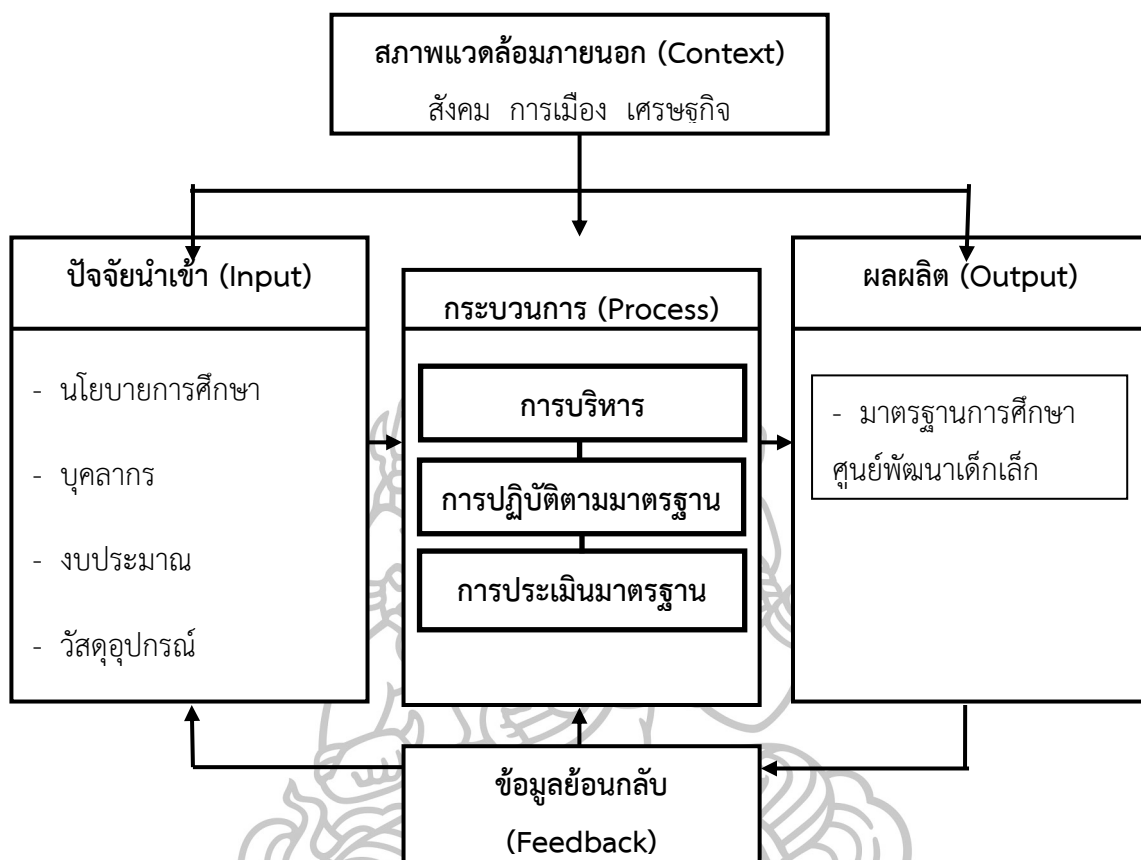 สภาพแวดล้อมภายนอก (Context)
สังคม การเมือง เศรษฐกิจ
ปัจจัยนำเข้า (Input)
- นโยบายการศึกษา
- บุคลากร
- งบประมาณ
- วัสดุอุปกรณ์
กระบวนการ (Process)
การบริหาร
การปฏิบัติตามมาตรฐาน
การประเมินมาตรฐาน
ผลผลิต (Output)
- มาตรฐานการศึกษา
ศูนย์พัฒนาเด็กเล็ก
ข้อมูลย้อนกลับ
(Feedback)